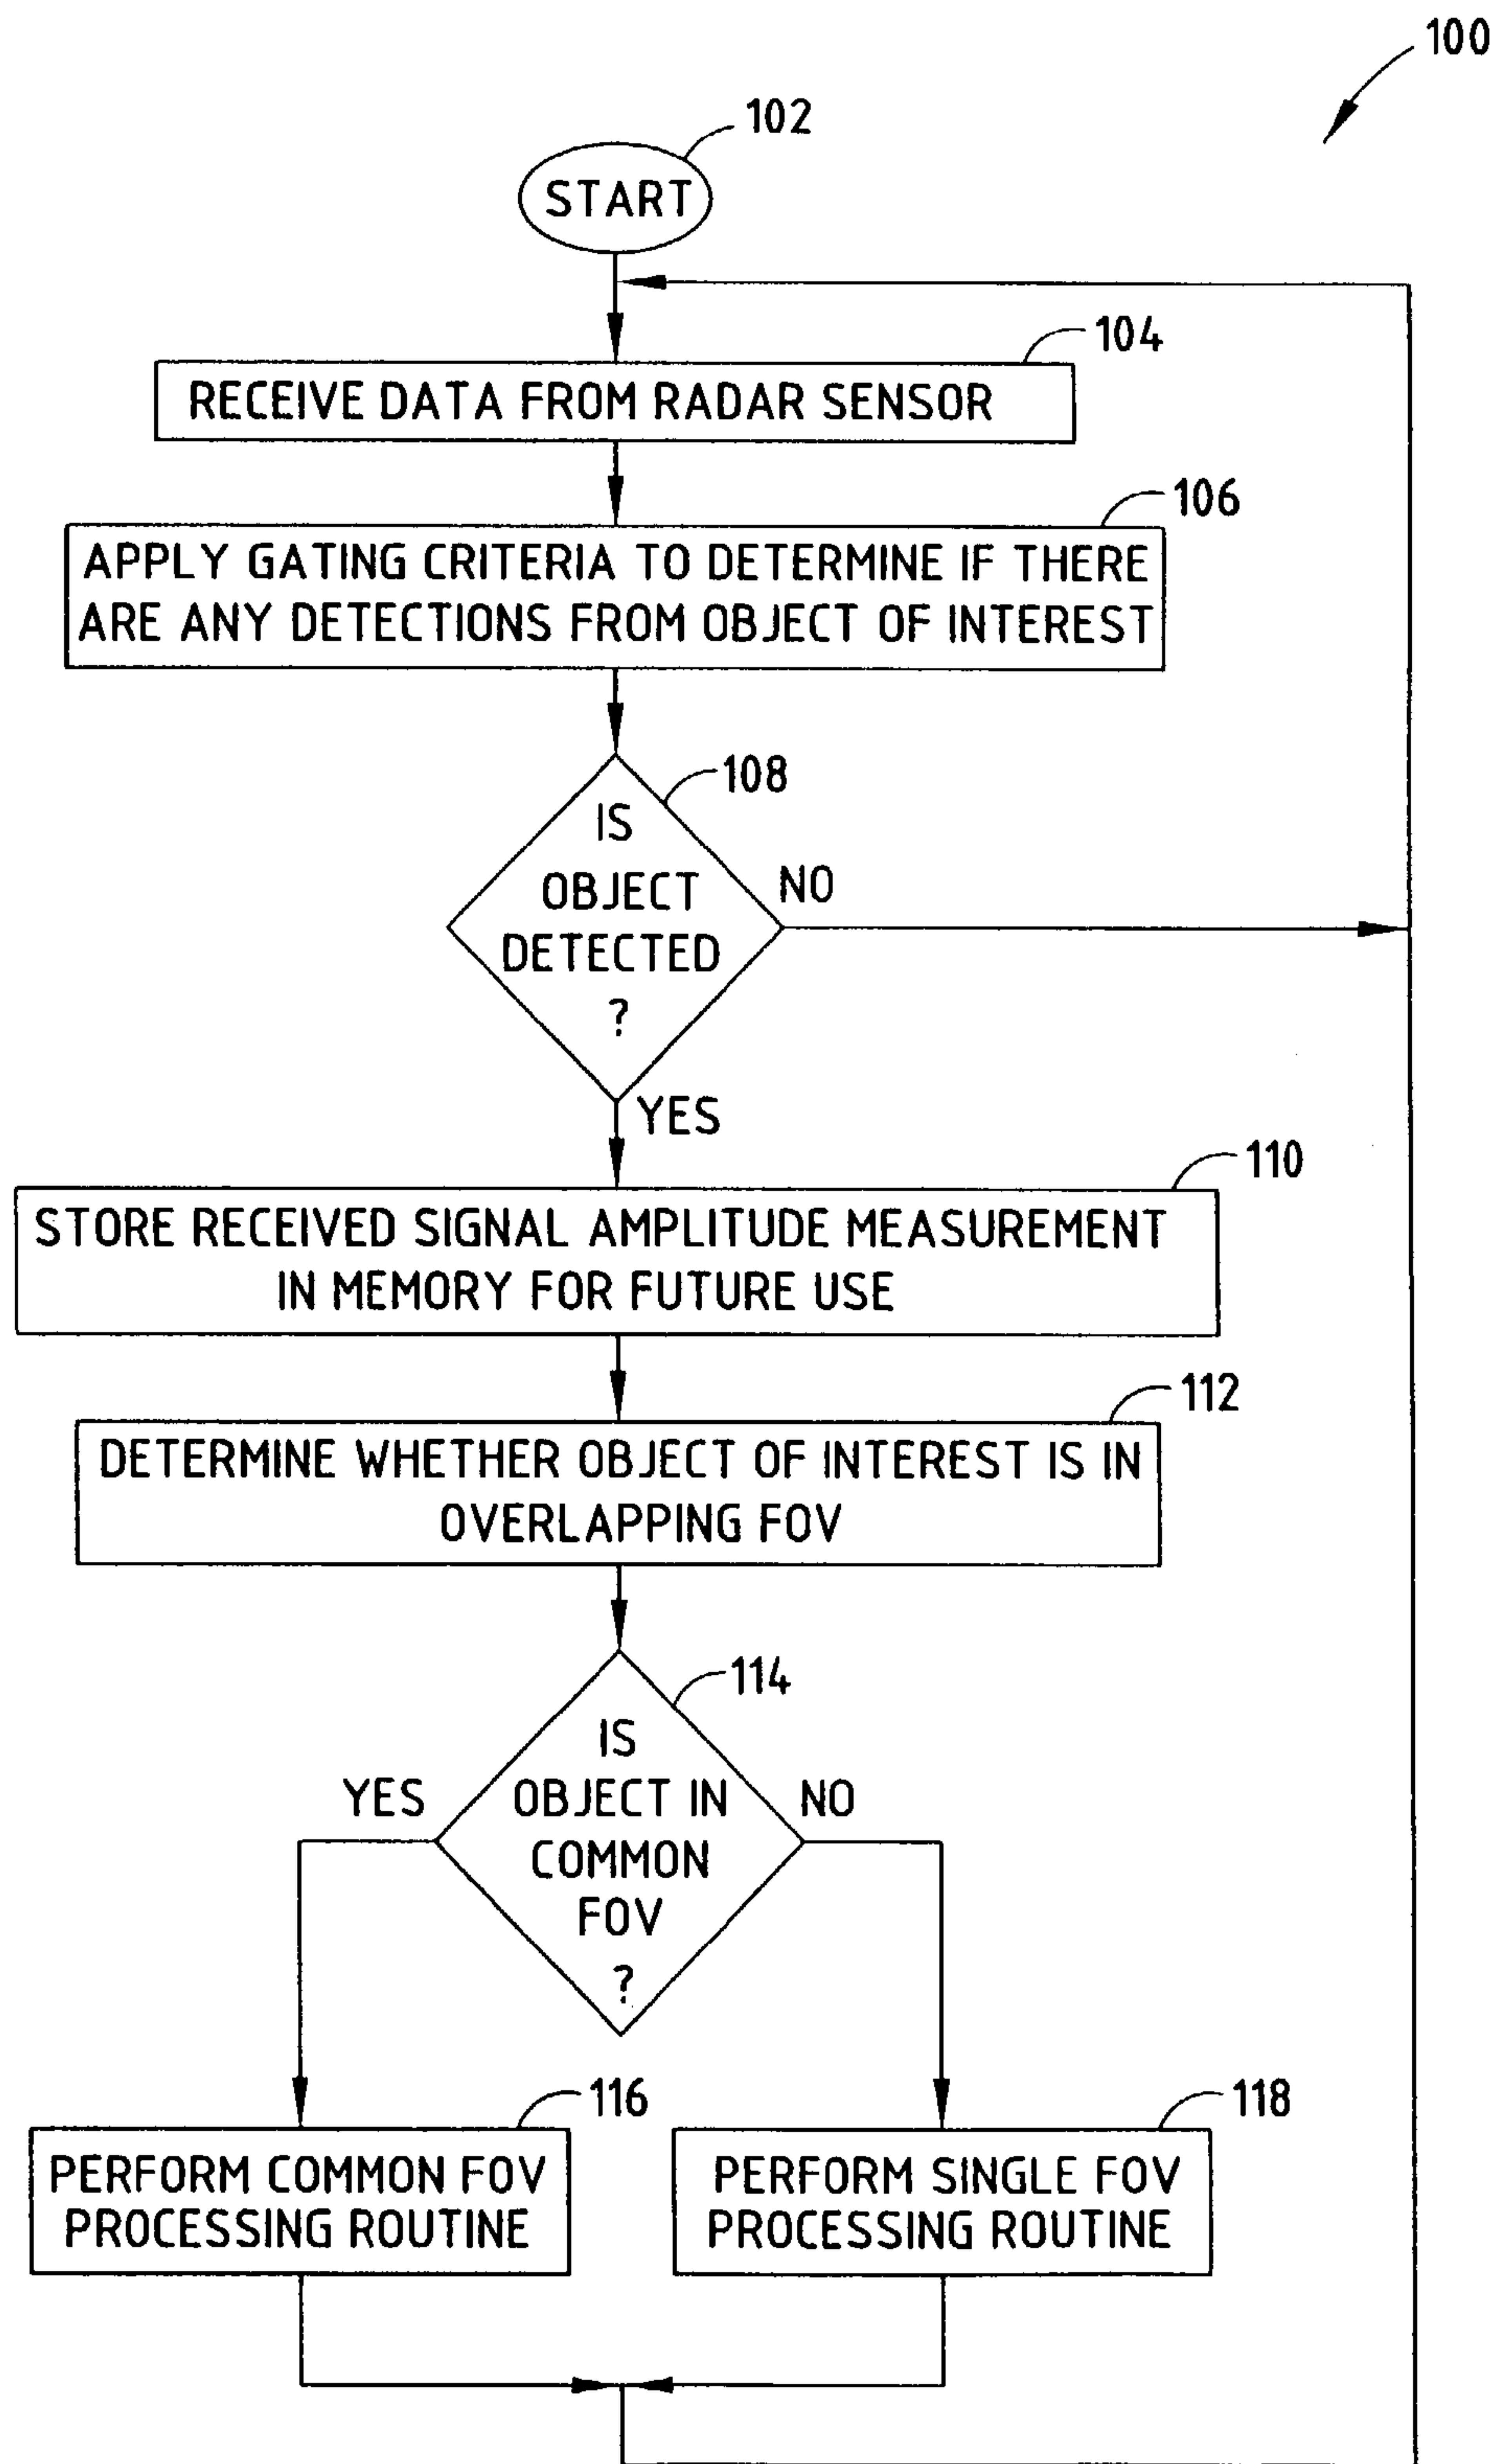 100
102
START
104
RECEIVE DATA FROM RADAR SENSOR
106
APPLY GATING CRITERIA TO DETERMINE IF THERE
ARE ANY DETECTIONS FROM OBJECT OF INTEREST
108
IS
OBJECT
DETECTED
?
NO
YES
110
STORE RECEIVED SIGNAL AMPLITUDE MEASUREMENT
IN MEMORY FOR FUTURE USE
112
DETERMINE WHETHER OBJECT OF INTEREST IS IN
OVERLAPPING FOV
114
IS
OBJECT IN
COMMON
FOV
?
YES
NO
116
PERFORM COMMON FOV
PROCESSING ROUTINE
118
PERFORM SINGLE FOV
PROCESSING ROUTINE